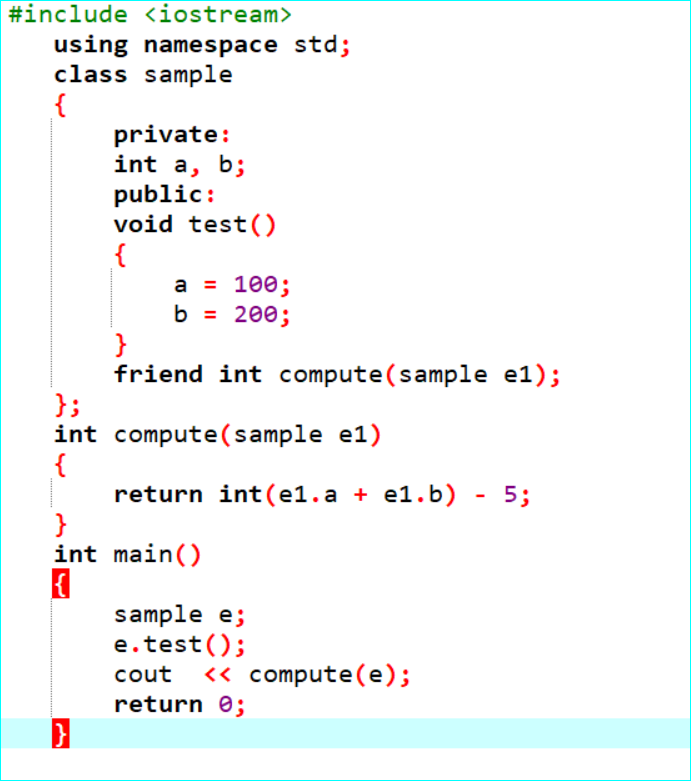 #include <iostream>
using namespace std;
class sample
{
private:
int a, b;
public:
void test()
{
a = 100;
b = 200;
}
friend int compute(sample e1);
};
int compute(sample e1)
{
return int(e1.a + e1.b) - 5;
}
int main()
{
sample e;
e.test();
cout  << compute(e);
return 0;
}